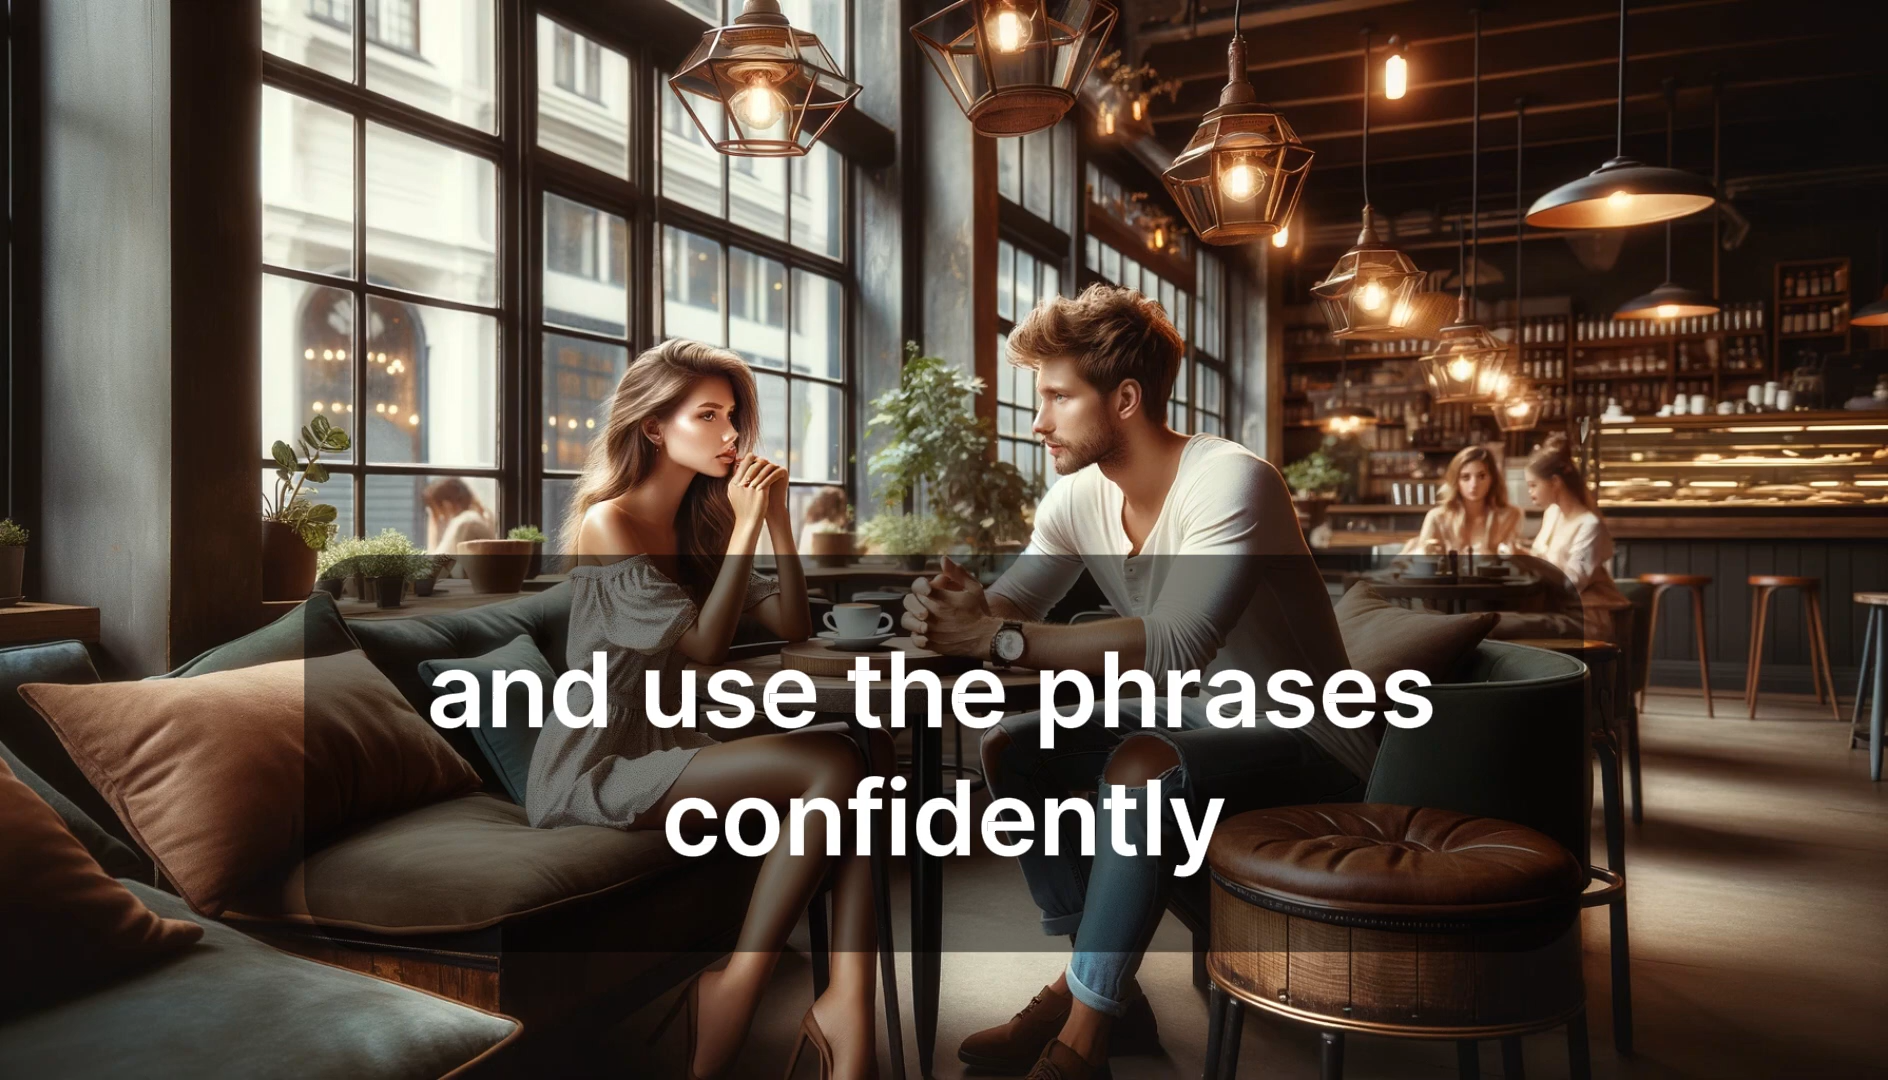 and use the phrases
confidently